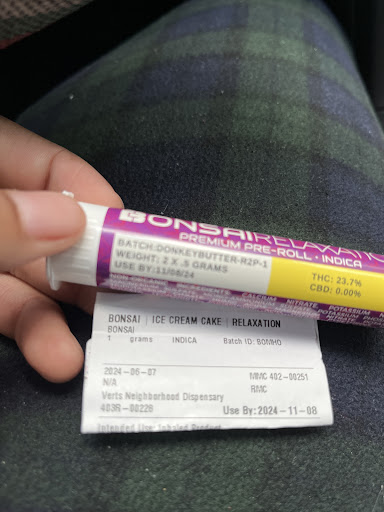 BONSAI RELAXATIO
PREMIUM PRE-ROLL • INDICA
BATCH:DONKEYBUTTER-R2P-1
WEIGHT: 2 X .5 GRAMS
USE BY:11/08/24
THC: 23.7%
CBD: 0.00%
INGREDIENTS: CALCIUM NITRATE, POTASSIUM
BONSAI | ICE CREAM CAKE | RELAXATION
BONSAI
1 grams INDICA Batch ID: BOMHO
2024-06-07 MMC 402-00251
N/A RMC
Verts Neighborhood Dispensary
403R-00226 Use By: 2024-11-08
Intended Use: Inhaled Product